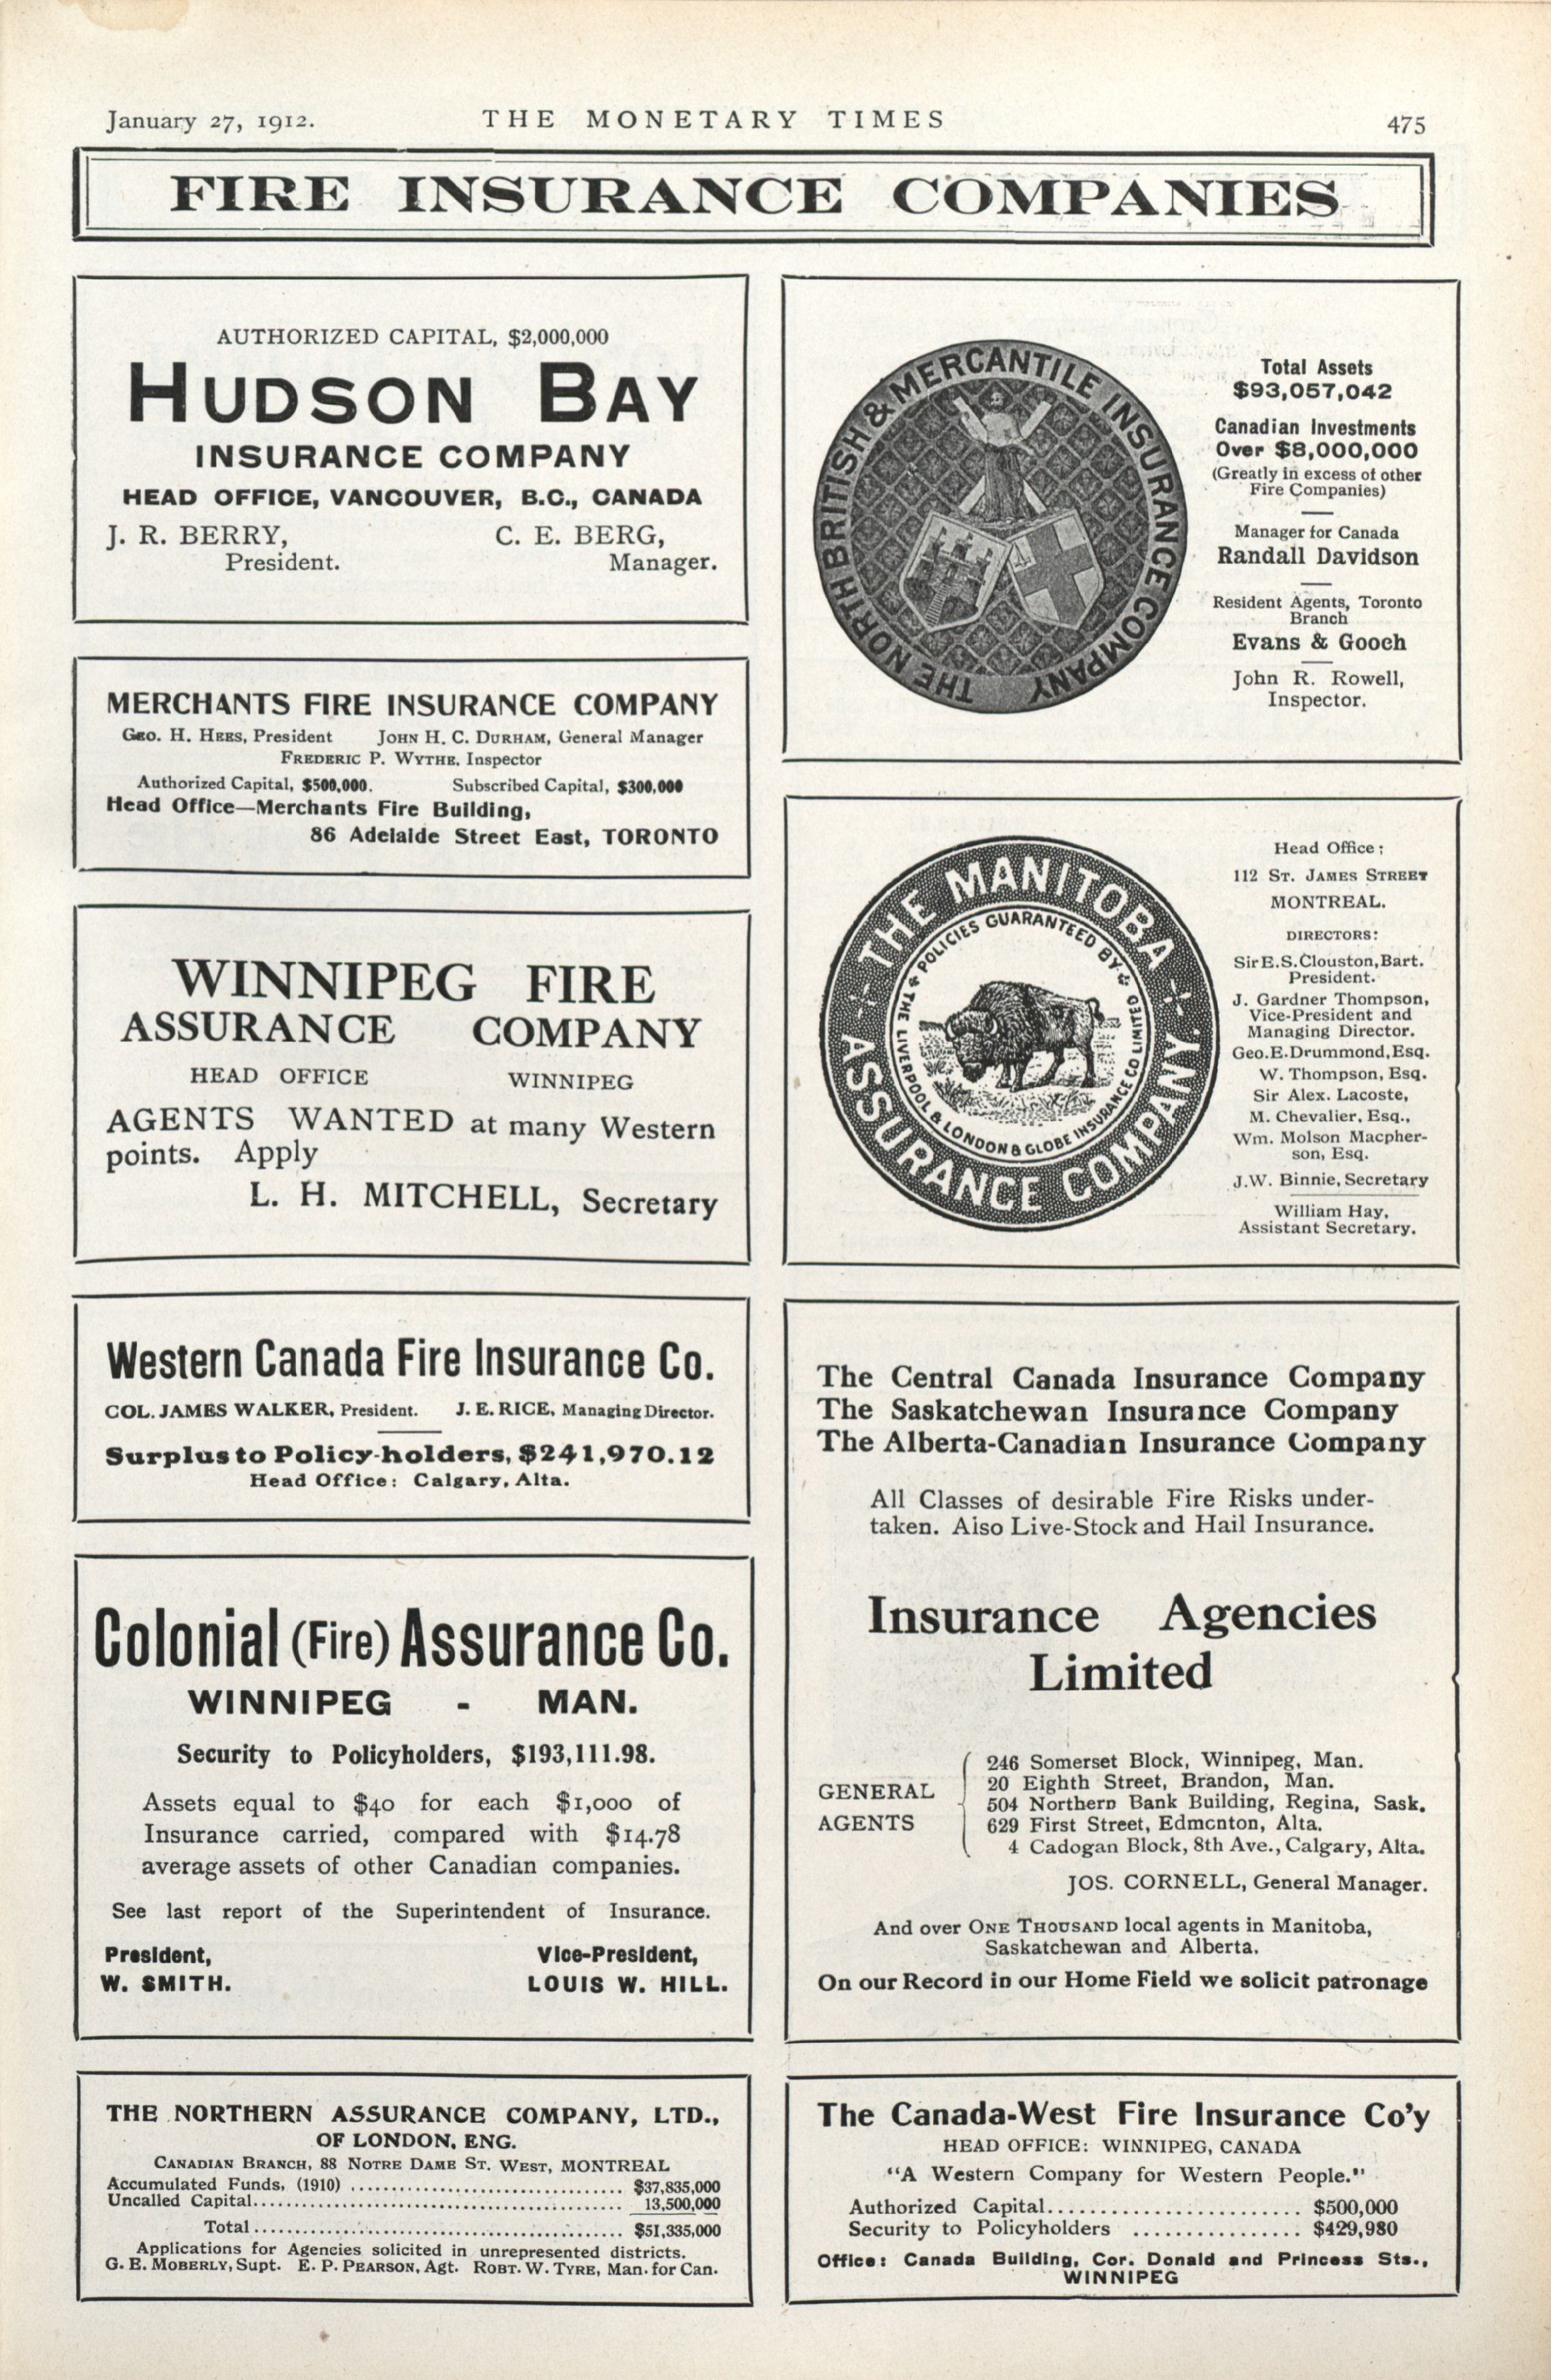 January 27, 1912.
THE MONETARY TIMES
475
FIRE INSURANCE COMPANIES
AUTHORIZED CAPITAL, $2,000,000
HUDSON BAY
INSURANCE COMPANY
HEAD OFFICE, VANCOUVER, B.C., CANADA
J. R. BERRY, C. E. BERG,
President. Manager.
MERCHANTS FIRE INSURANCE COMPANY
GEO. H. HEES, President JOHN H. C. DURHAM, General Manager
FREDERIC P. WYTHE, Inspector
Authorized Capital, $500,000. Subscribed Capital, $300,000
Head Office—Merchants Fire Building,
86 Adelaide Street East, TORONTO
WINNIPEG FIRE
ASSURANCE COMPANY
HEAD OFFICE WINNIPEG
AGENTS WANTED at many Western
points. Apply
L. H. MITCHELL, Secretary
Western Canada Fire Insurance Co.
COL. JAMES WALKER, President. J. E. RICE, Managing Director.
Surplus to Policy-holders, $241,970.12
Head Office: Calgary, Alta.
Colonial (Fire) Assurance Co.
WINNIPEG - MAN.
Security to Policyholders, $193,111.98.
Assets equal to $40 for each $1,000 of
Insurance carried, compared with $14.78
average assets of other Canadian companies.
See last report of the Superintendent of Insurance.
President, Vice-President,
W. SMITH. LOUIS W. HILL.
THE NORTHERN ASSURANCE COMPANY, LTD.,
OF LONDON, ENG.
CANADIAN BRANCH, 88 NOTRE DAME ST. WEST, MONTREAL
Accumulated Funds, (1910) .................................. $37,835,000
Uncalled Capital.............................................. 13,500,000
Total.............................................. $51,335,000
Applications for Agencies solicited in unrepresented districts.
G. E. MOBERLY, Supt. E. P. PEARSON, Agt. ROBT. W. TYRE, Man. for Can.
THE NORTH BRITISH & MERCANTILE INSURANCE COMPANY
Total Assets
$93,057,042
Canadian Investments
Over $8,000,000
(Greatly in excess of other
Fire Companies)
Manager for Canada
Randall Davidson
Resident Agents, Toronto
Branch
Evans & Gooch
John R. Rowell,
Inspector.
THE MANITOBA
ASSURANCE COMPANY
POLICIES GUARANTEED BY
THE LIVERPOOL & LONDON & GLOBE INSURANCE CO LIMITED
Head Office:
112 ST. JAMES STREET
MONTREAL.
DIRECTORS:
Sir E. S. Clouston, Bart.
President.
J. Gardner Thompson,
Vice-President and
Managing Director.
Geo. E. Drummond, Esq.
W. Thompson, Esq.
Sir Alex. Lacoste,
M. Chevalier, Esq.,
Wm. Molson Macpher-
son, Esq.
J.W. Binnie, Secretary
William Hay,
Assistant Secretary.
The Central Canada Insurance Company
The Saskatchewan Insurance Company
The Alberta-Canadian Insurance Company
All Classes of desirable Fire Risks under-
taken. Also Live-Stock and Hail Insurance.
Insurance Agencies
Limited
GENERAL
AGENTS
246 Somerset Block, Winnipeg, Man.
20 Eighth Street, Brandon, Man.
504 Northern Bank Building, Regina, Sask.
629 First Street, Edmonton, Alta.
4 Cadogan Block, 8th Ave., Calgary, Alta.
JOS. CORNELL, General Manager.
And over ONE THOUSAND local agents in Manitoba,
Saskatchewan and Alberta.
On our Record in our Home Field we solicit patronage
The Canada-West Fire Insurance Co'y
HEAD OFFICE: WINNIPEG, CANADA
"A Western Company for Western People."
Authorized Capital......................... $500,000
Security to Policyholders ................ $429,980
Office: Canada Building, Cor. Donald and Princess Sts.,
WINNIPEG